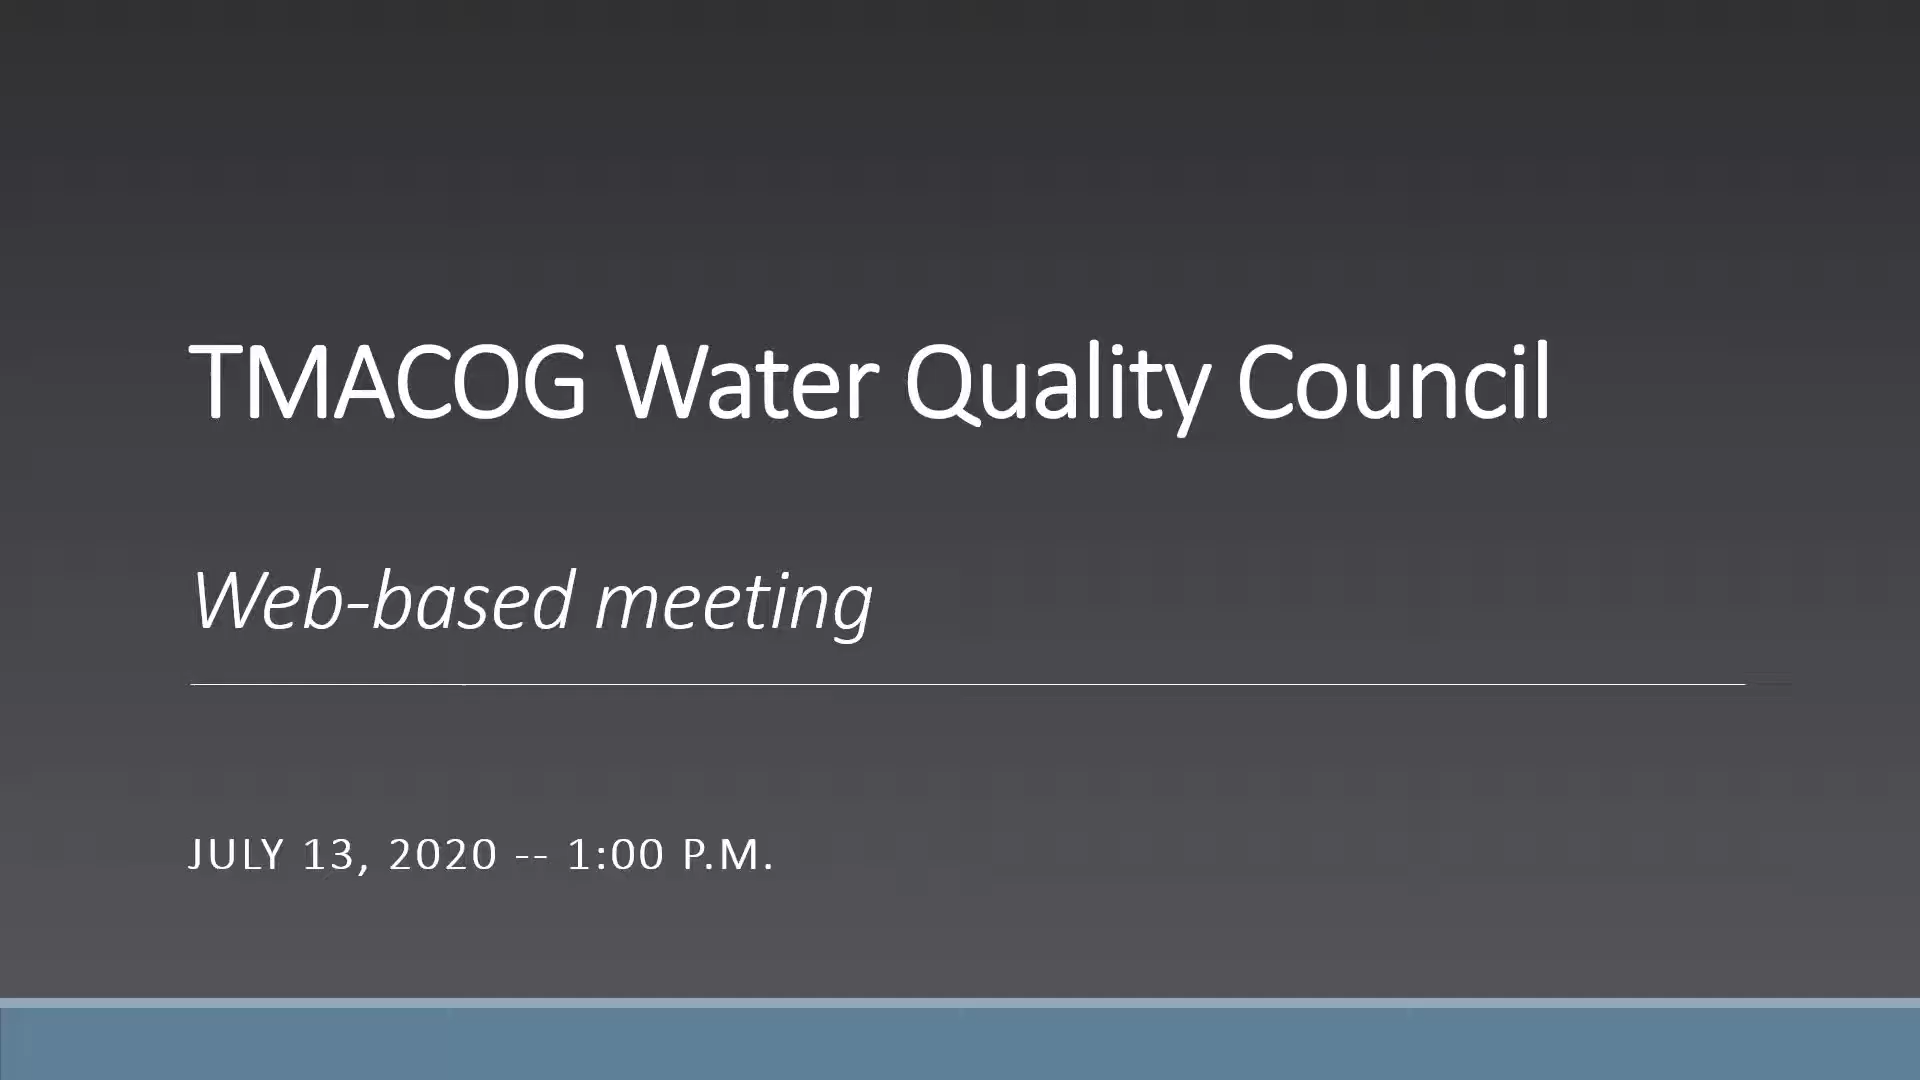 TMACOG Water Quality Council
Web-based meeting
JULY 13, 2020 -- 1:00 P.M.